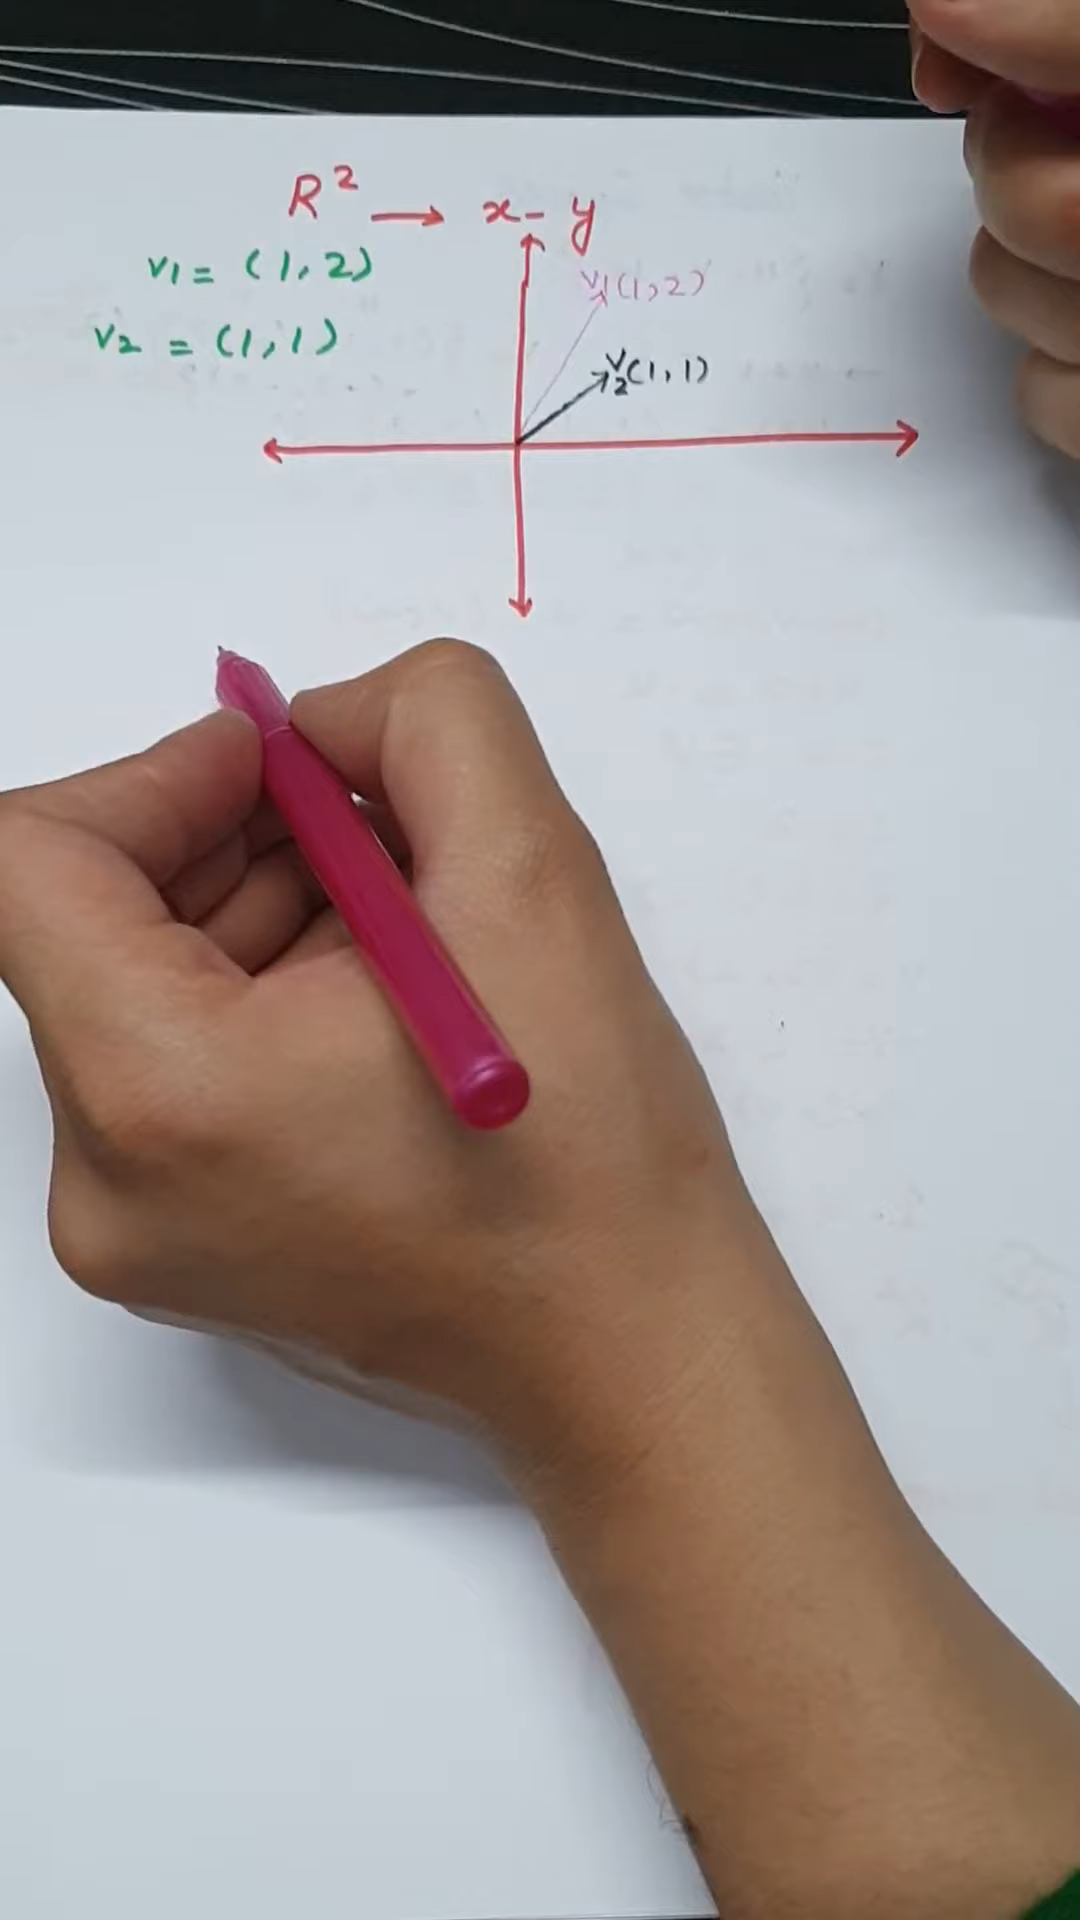 R² → x - y
v1 = (1, 2)
v2 = (1, 1)
v1(1, 2)
v2(1, 1)